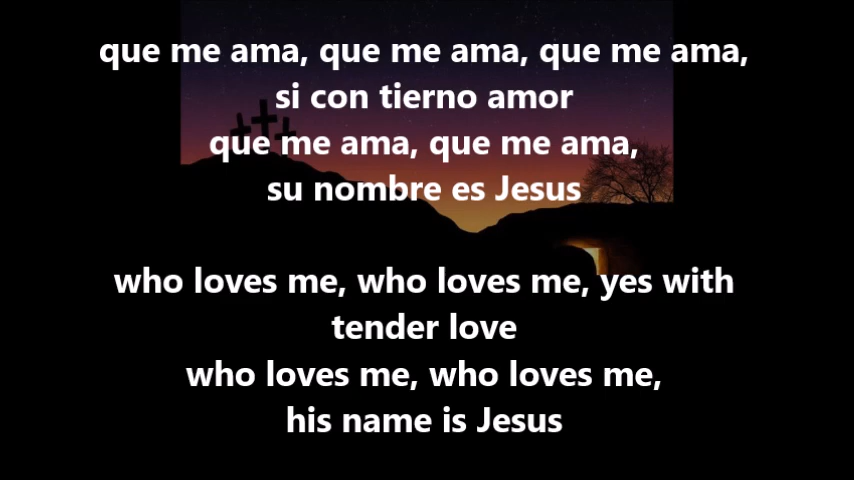 que me ama, que me ama, que me ama,
si con tierno amor
que me ama, que me ama,
su nombre es Jesus
who loves me, who loves me, yes with
tender love
who loves me, who loves me,
his name is Jesus